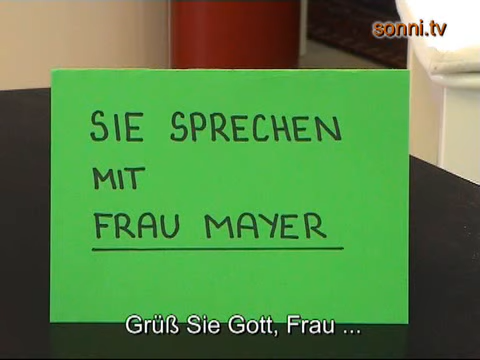 sonni.tv
SIE SPRECHEN
MIT
FRAU MAYER
Grüß Sie Gott, Frau ...